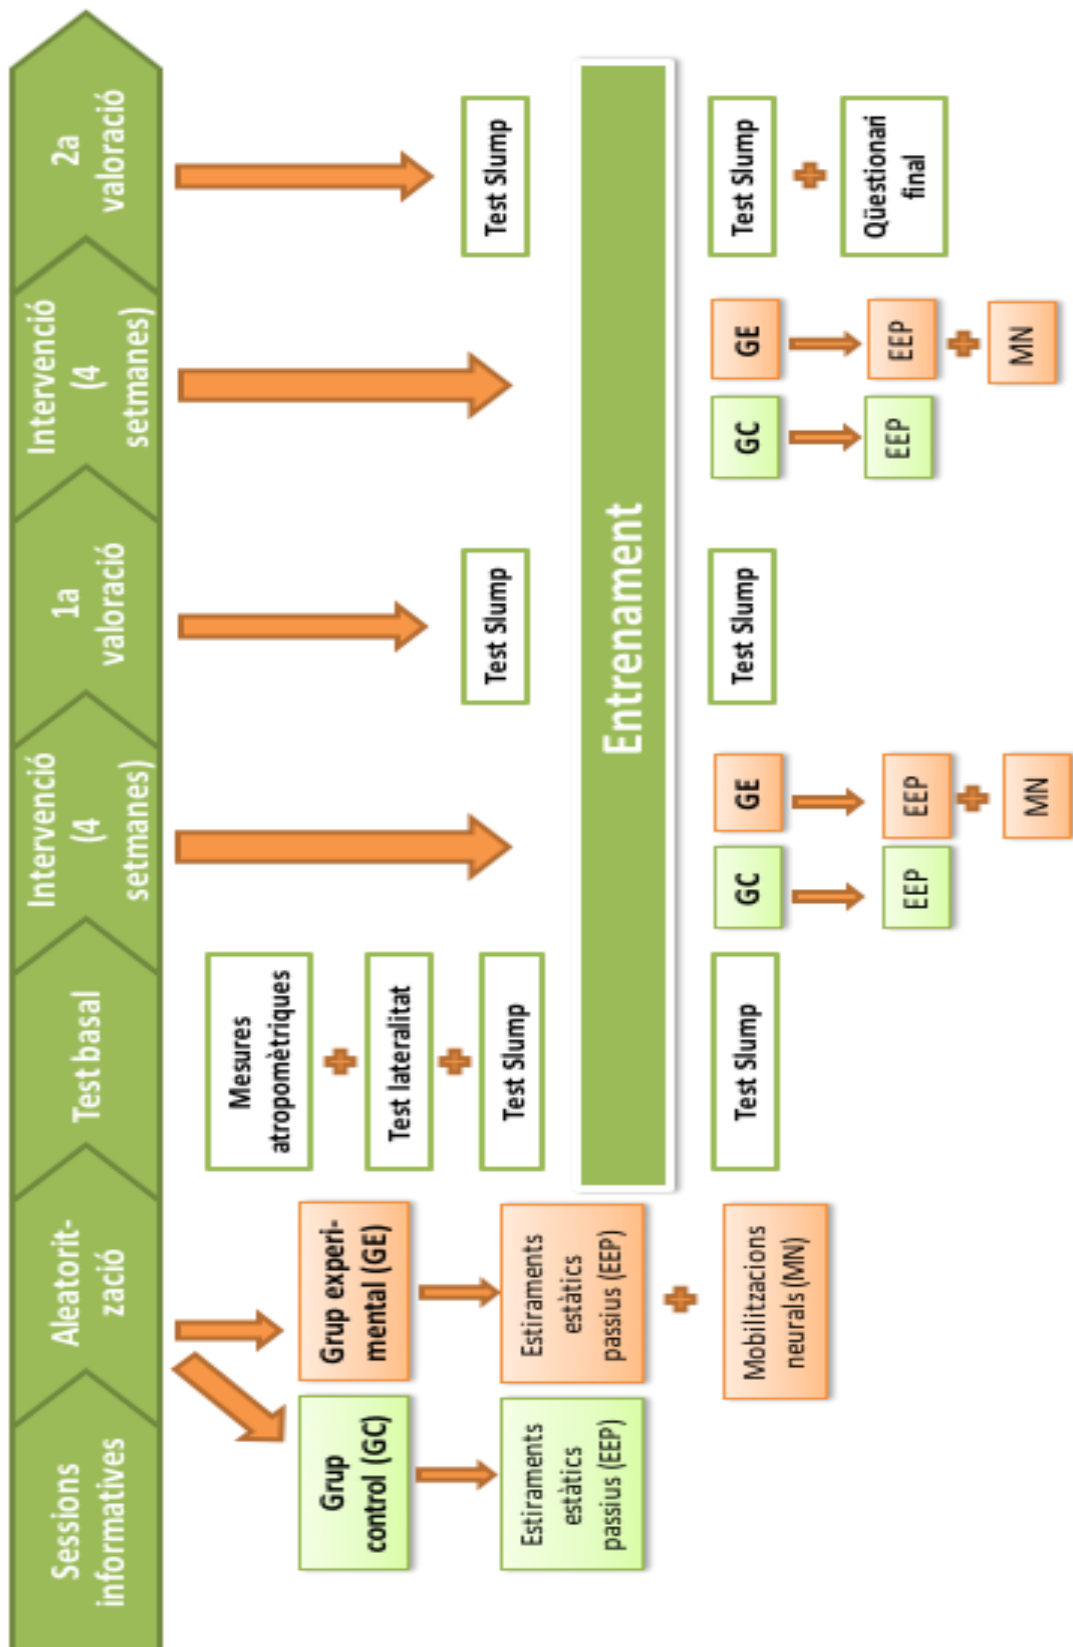 Sessions
informatives
Aleatorit-
zació
Test basal
Intervenció
(4
setmanes)
1a
valoració
Intervenció
(4
setmanes)
2a
valoració
Grup
control (GC)
Estiraments
estàtics
passius (EEP)
Grup experi-
mental (GE)
Estiraments
estàtics
passius (EEP)
Mobilitzacions
neurals (MN)
Mesures
atropomètriques
Test lateralitat
Test Slump
Entrenament
Test Slump
GC
EEP
GE
EEP
MN
Test Slump
Test Slump
GC
EEP
GE
EEP
MN
Test Slump
Test Slump
Qüestionari
final